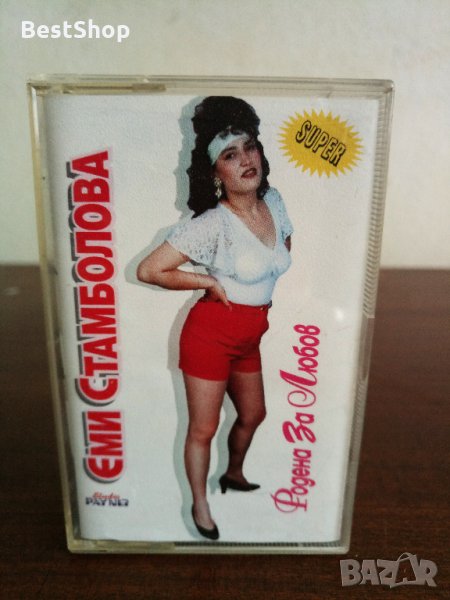 BestShop
SUPER
ЕМИ СТАМБОЛОВА
Родена За Любов
PAYNER
BAZAR